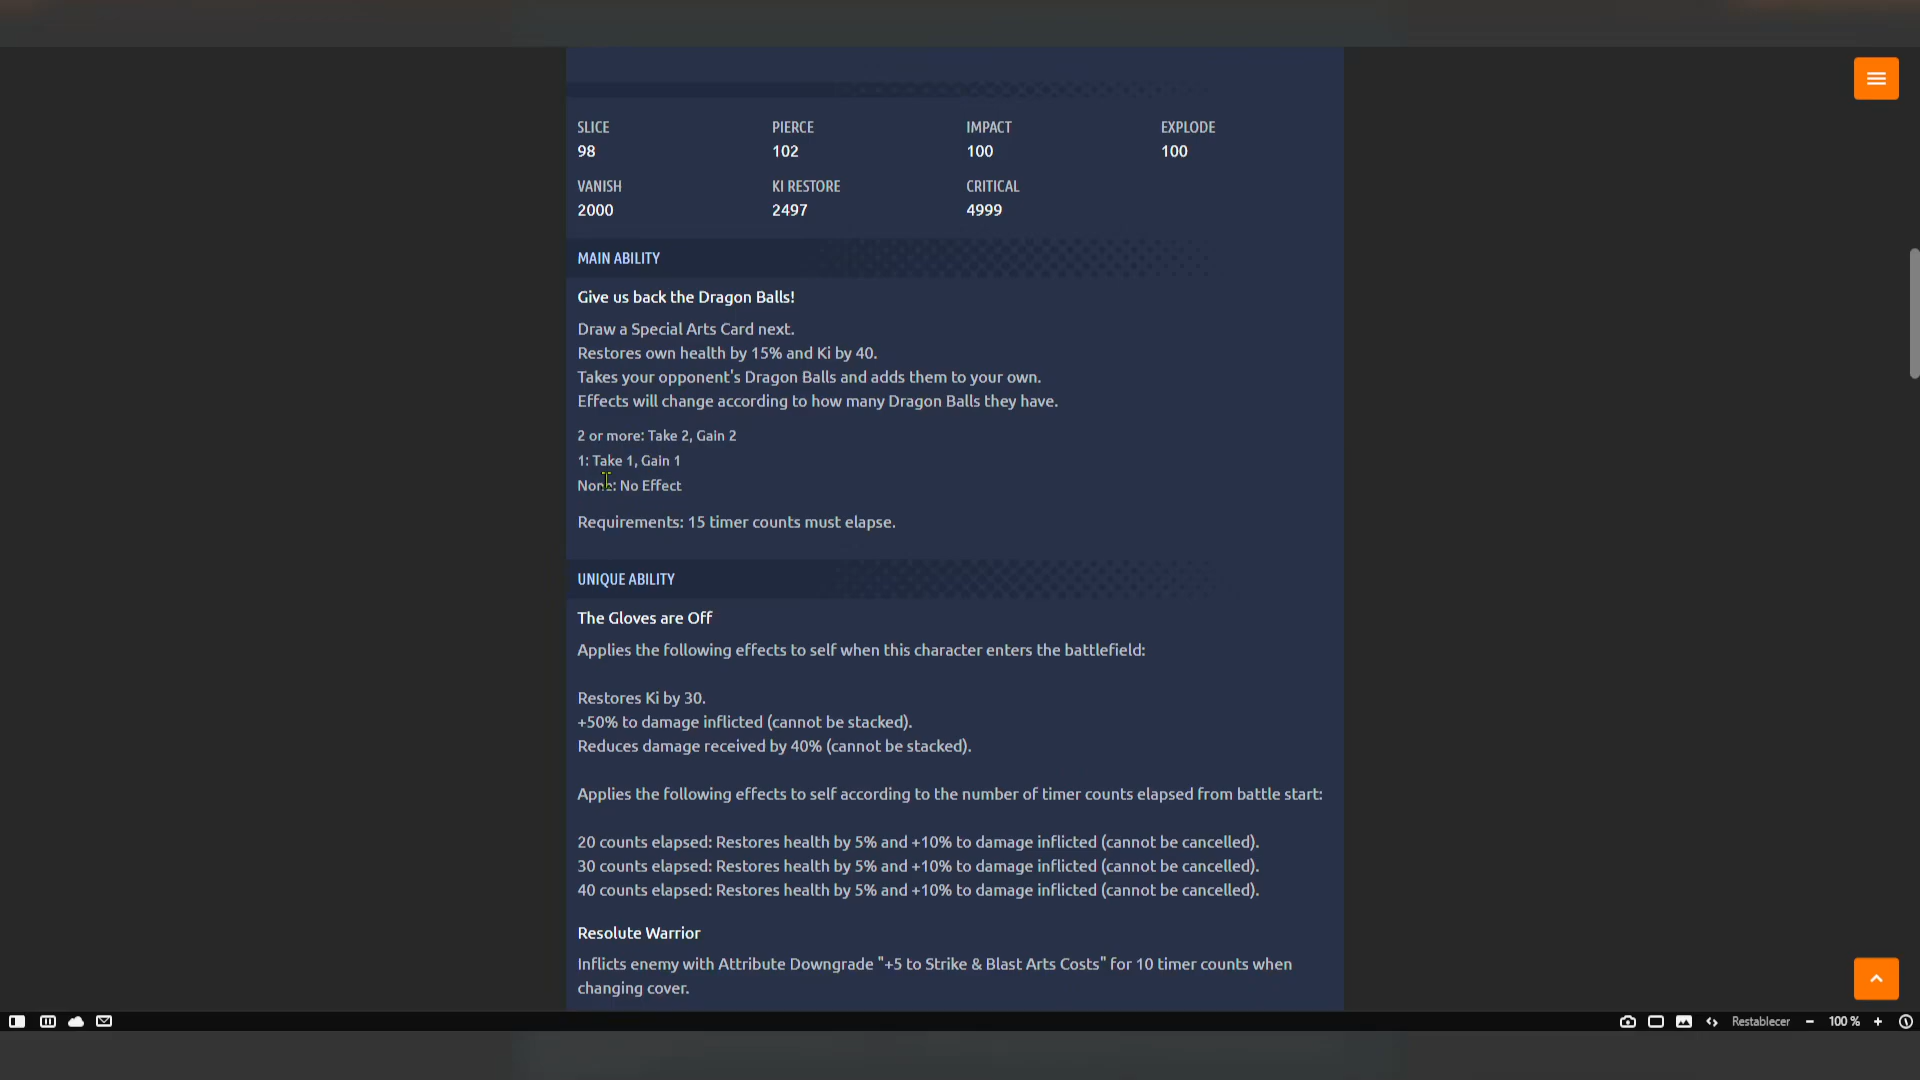 SLICE PIERCE IMPACT EXPLODE
98 102 100 100
VANISH KI RESTORE CRITICAL
2000 2497 4999
MAIN ABILITY
Give us back the Dragon Balls!
Draw a Special Arts Card next.
Restores own health by 15% and Ki by 40.
Takes your opponent's Dragon Balls and adds them to your own.
Effects will change according to how many Dragon Balls they have.
2 or more: Take 2, Gain 2
1: Take 1, Gain 1
None: No Effect
Requirements: 15 timer counts must elapse.
UNIQUE ABILITY
The Gloves are Off
Applies the following effects to self when this character enters the battlefield:
Restores Ki by 30.
+50% to damage inflicted (cannot be stacked).
Reduces damage received by 40% (cannot be stacked).
Applies the following effects to self according to the number of timer counts elapsed from battle start:
20 counts elapsed: Restores health by 5% and +10% to damage inflicted (cannot be cancelled).
30 counts elapsed: Restores health by 5% and +10% to damage inflicted (cannot be cancelled).
40 counts elapsed: Restores health by 5% and +10% to damage inflicted (cannot be cancelled).
Resolute Warrior
Inflicts enemy with Attribute Downgrade "+5 to Strike & Blast Arts Costs" for 10 timer counts when
changing cover.
Restablecer − 100 % +